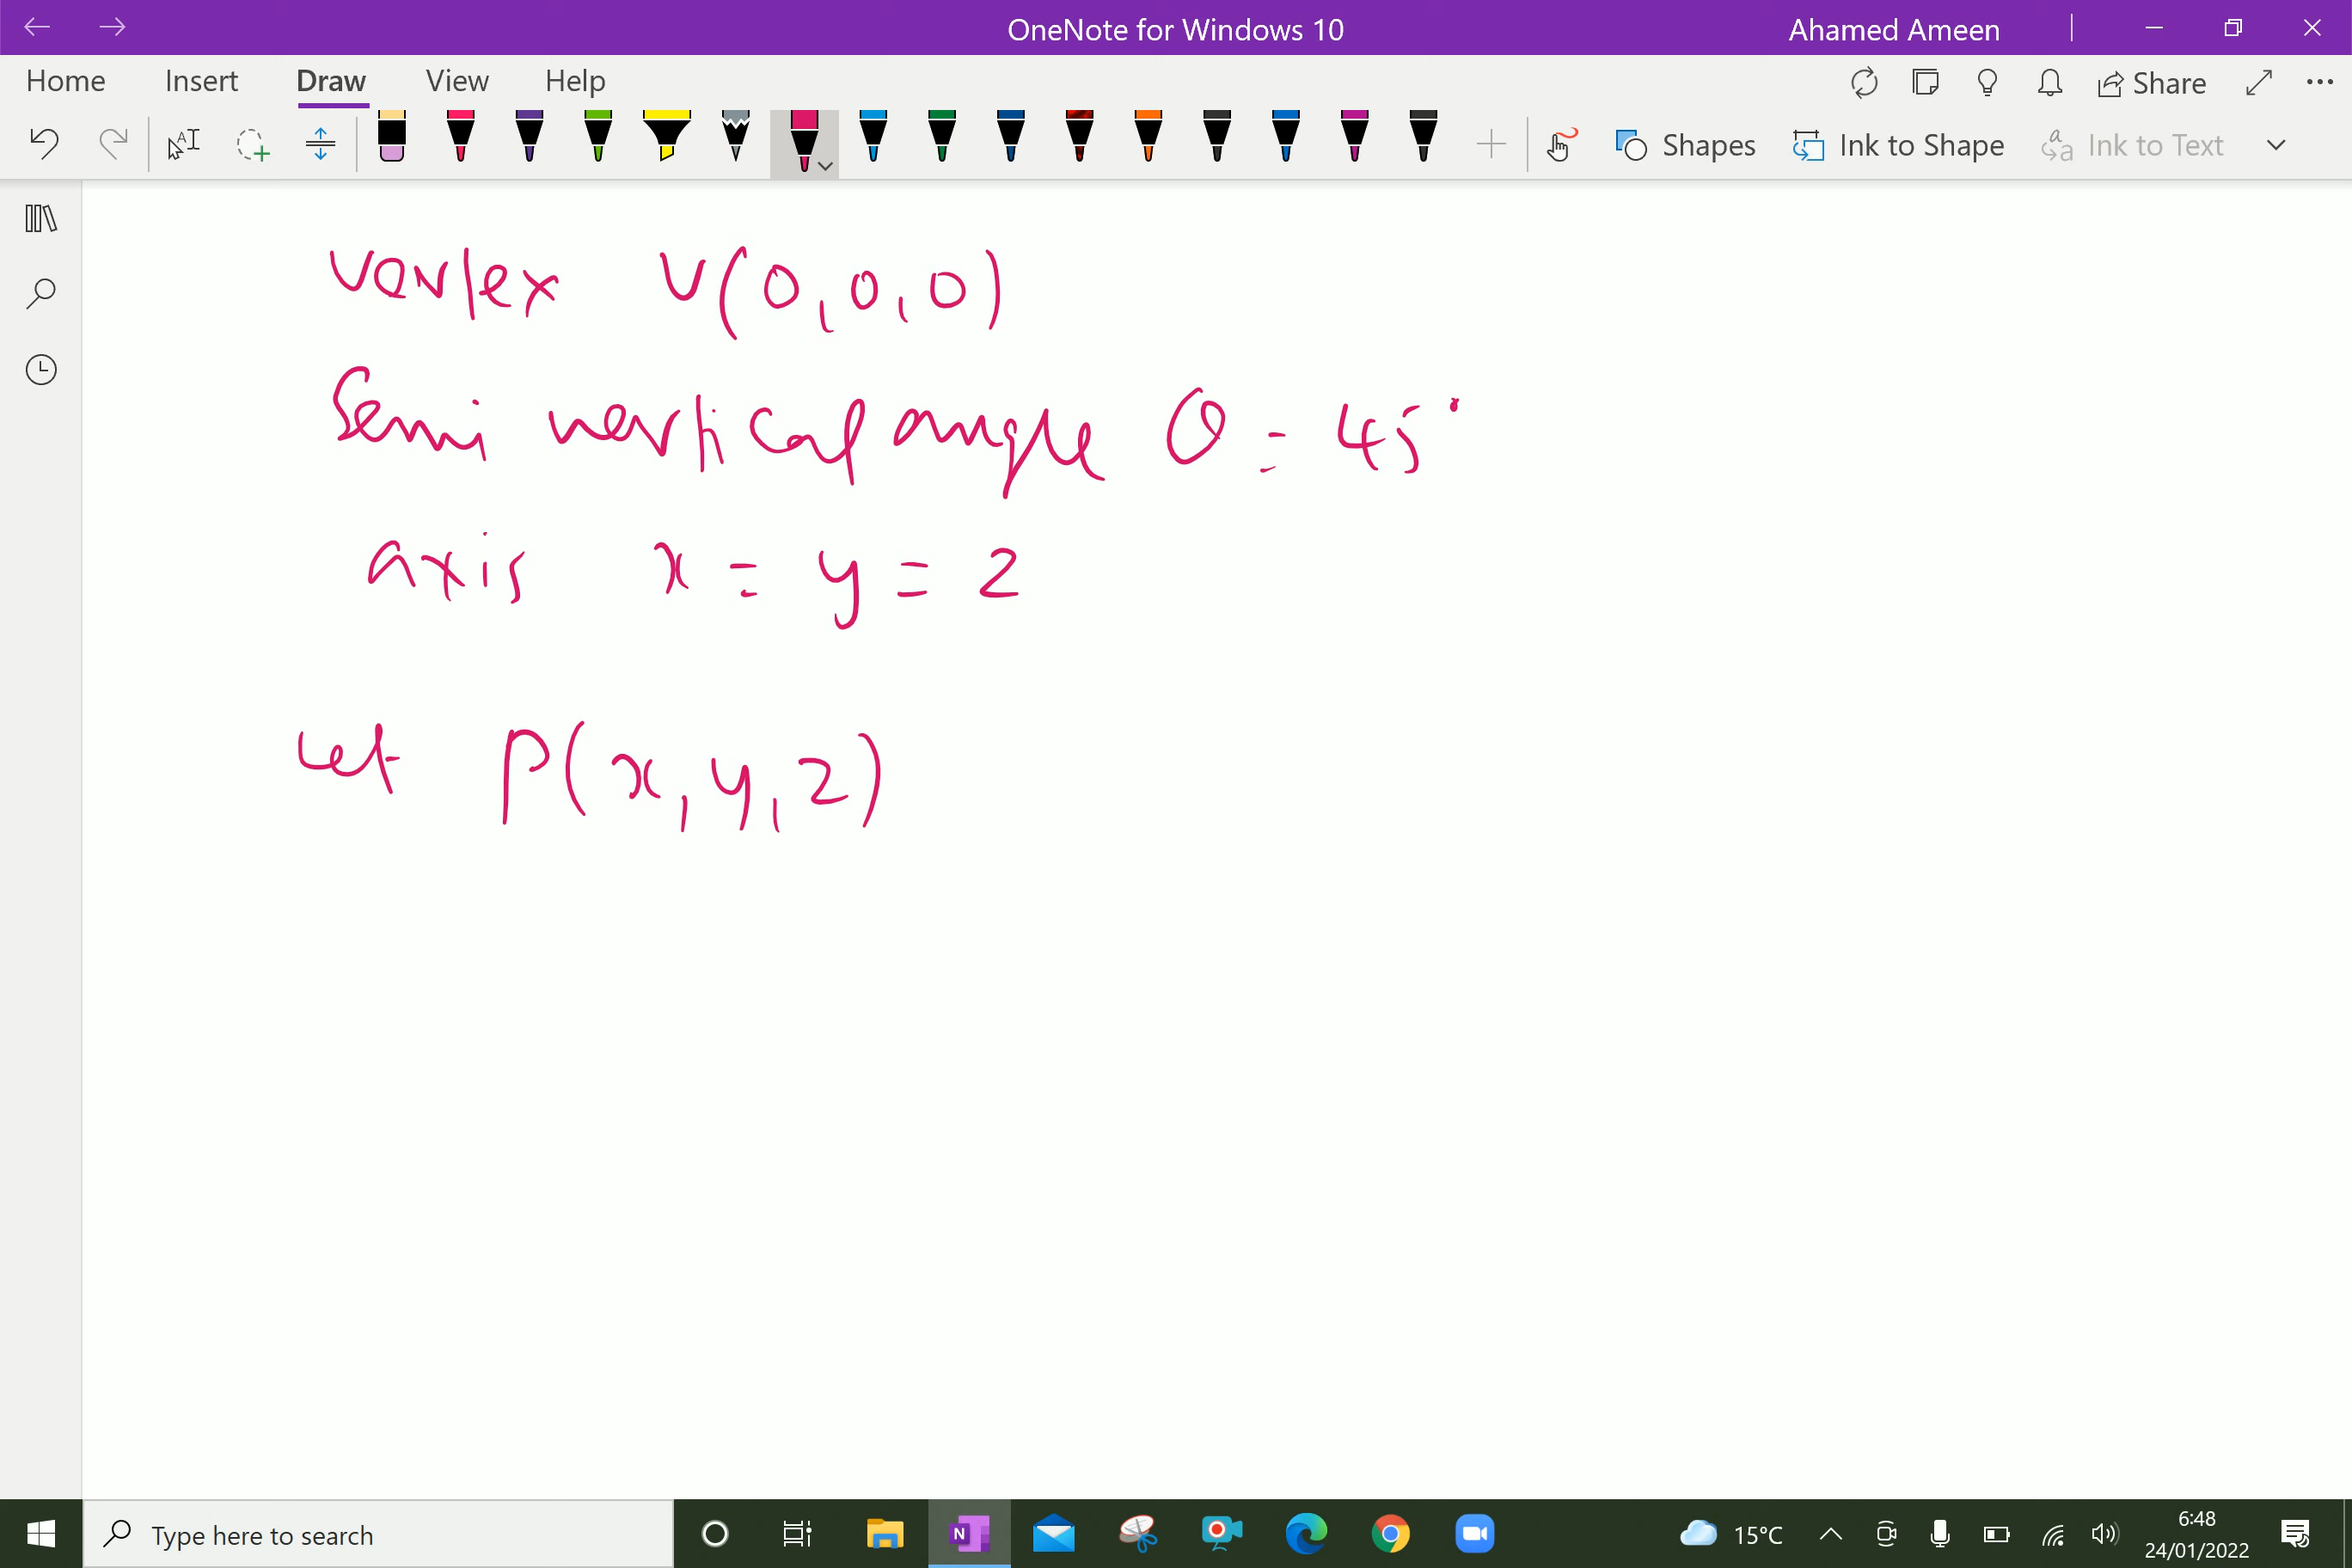 OneNote for Windows 10 Ahamed Ameen
Home Insert Draw View Help Share
Shapes Ink to Shape Ink to Text
vertex V(0,0,0)
Semi vertical angle θ = 45°
axis x = y = z
Let P(x,y,z)
Type here to search 15°C 6:48
24/01/2022